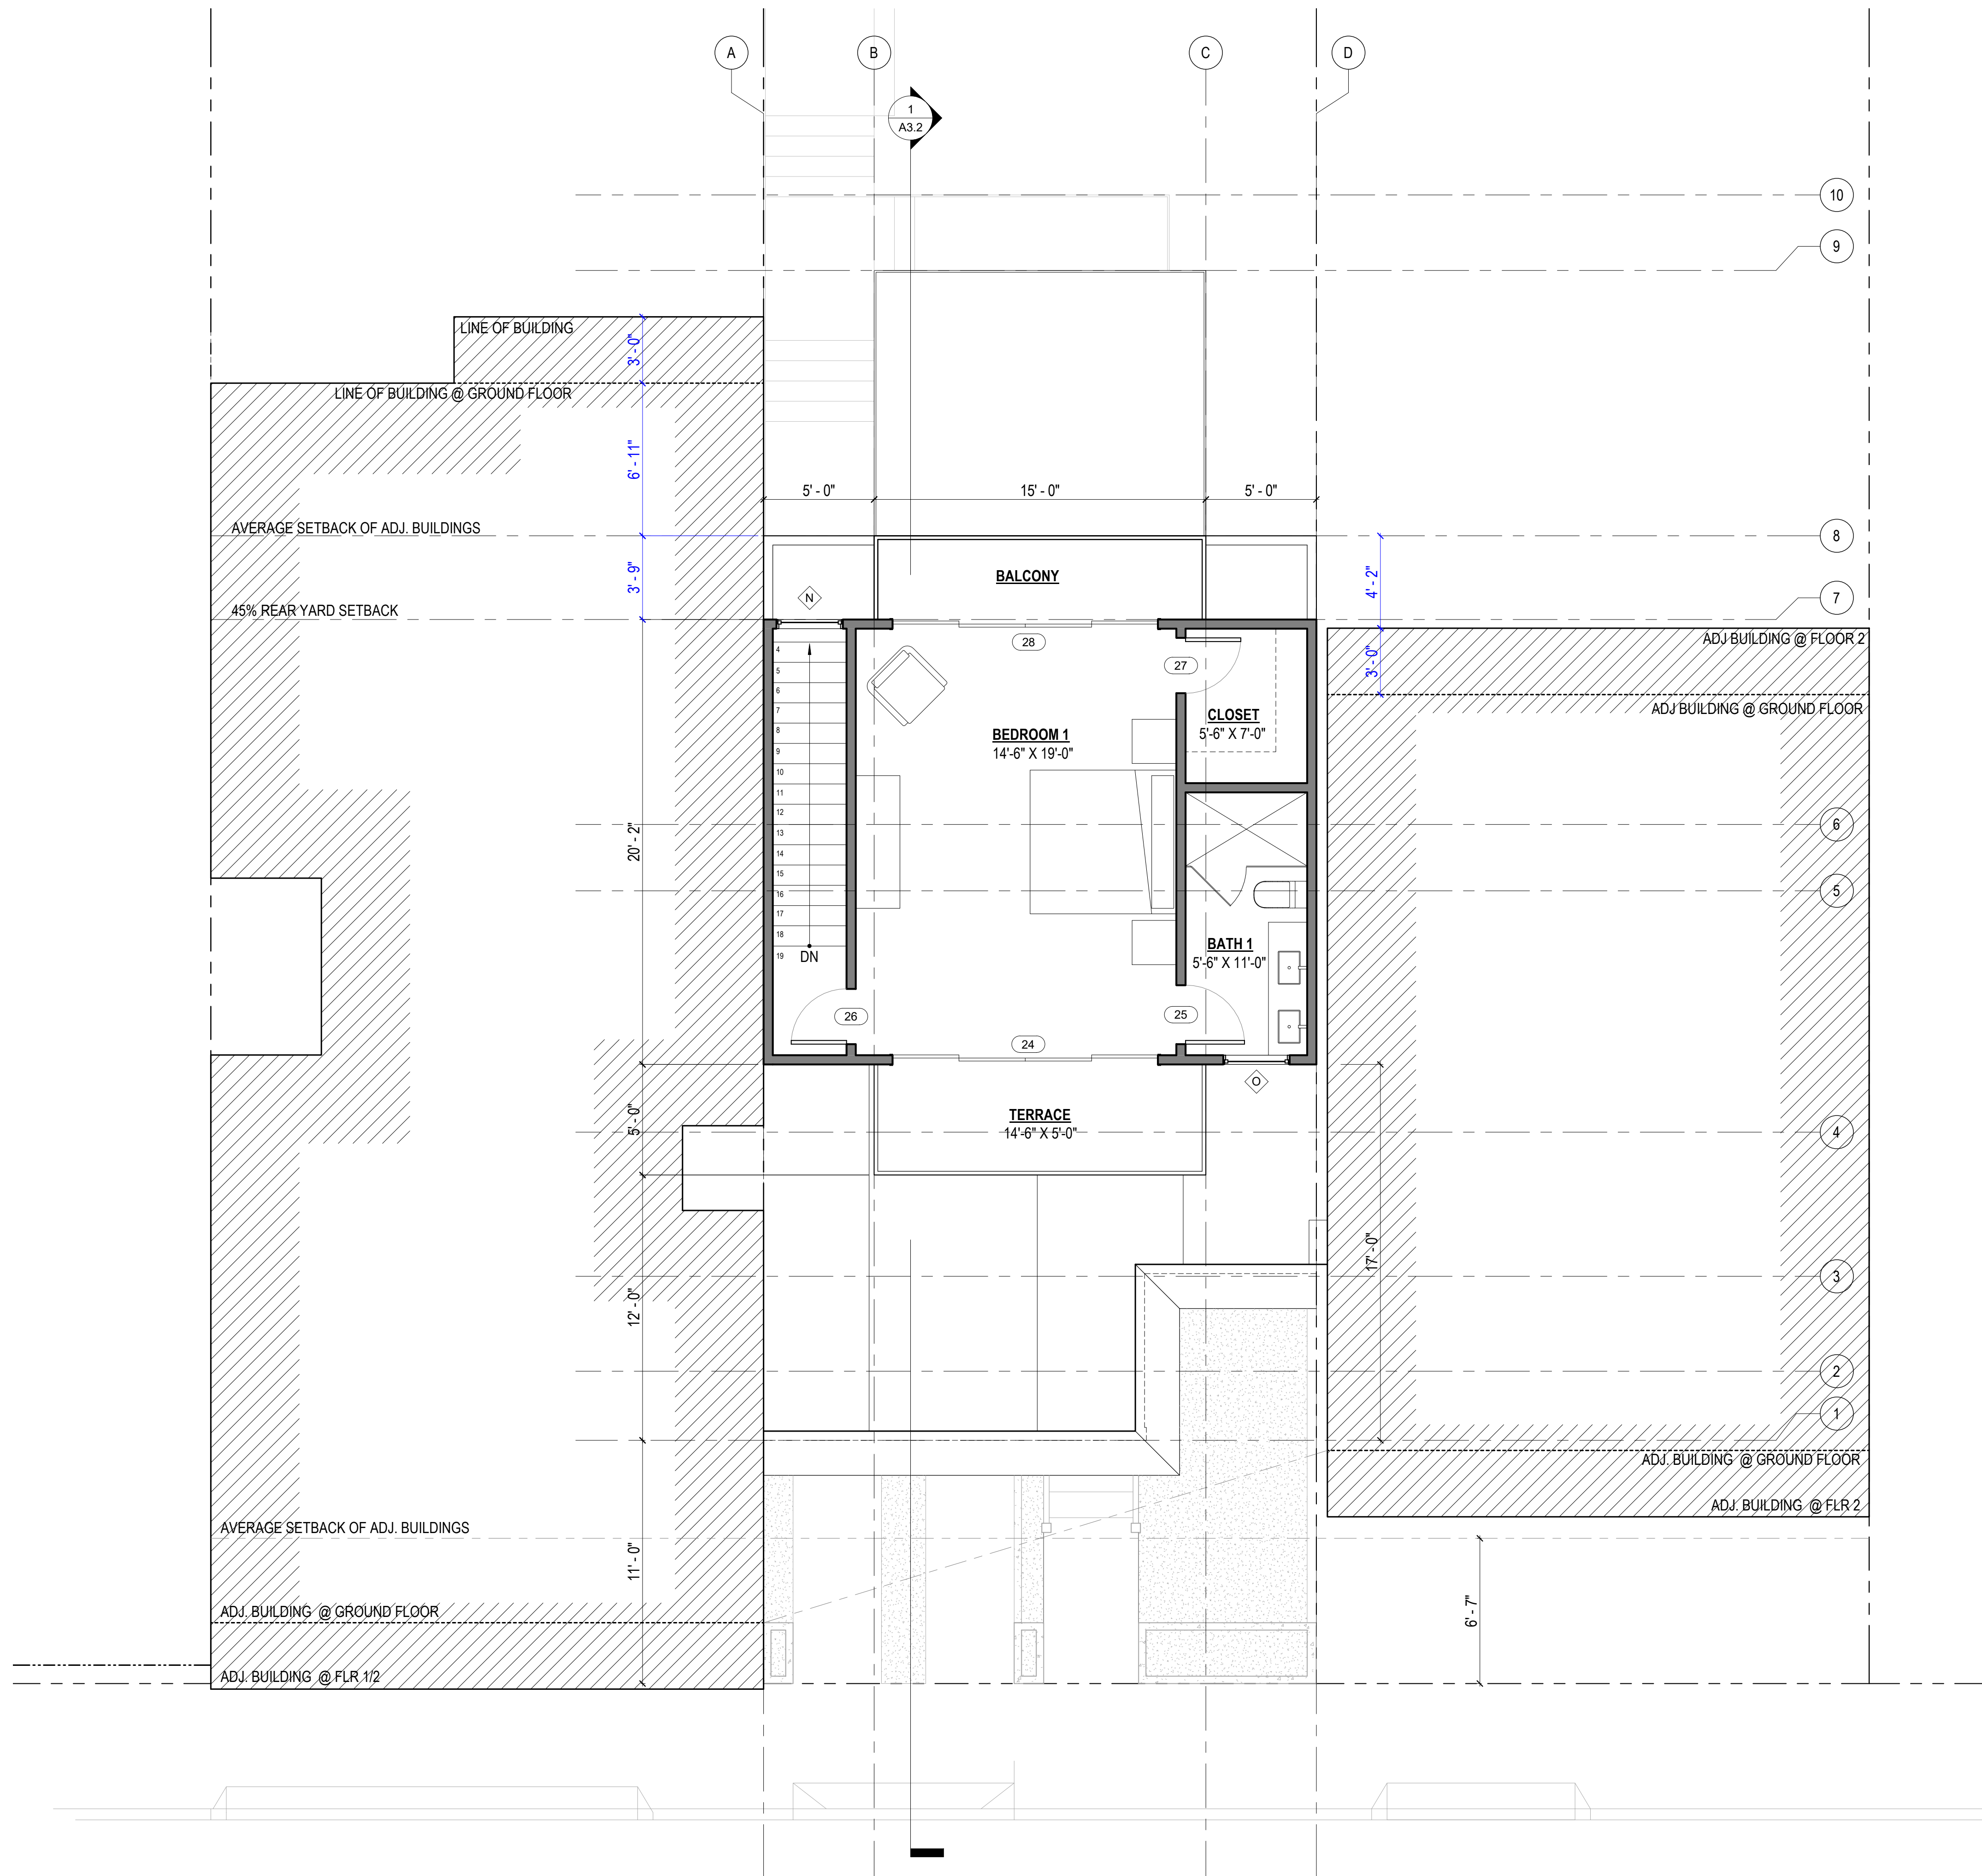 A
B
C
D
1
A3.2
10
9
LINE OF BUILDING
3' - 0"
LINE OF BUILDING @ GROUND FLOOR
6' - 11"
5' - 0"
15' - 0"
5' - 0"
AVERAGE SETBACK OF ADJ. BUILDINGS
8
BALCONY
3' - 9"
4' - 2"
N
7
45% REAR YARD SETBACK
28
ADJ BUILDING @ FLOOR 2
4
5
6
7
8
9
10
11
12
13
14
15
16
17
18
19
DN
27
3' - 0"
ADJ BUILDING @ GROUND FLOOR
CLOSET
5'-6" X 7'-0"
BEDROOM 1
14'-6" X 19'-0"
6
20' - 2"
5
BATH 1
5'-6" X 11'-0"
26
25
24
O
TERRACE
14'-6" X 5'-0"
5' - 0"
4
17' - 0"
3
12' - 0"
2
1
ADJ. BUILDING @ GROUND FLOOR
ADJ. BUILDING @ FLR 2
AVERAGE SETBACK OF ADJ. BUILDINGS
11' - 0"
6' - 7"
ADJ. BUILDING @ GROUND FLOOR
ADJ. BUILDING @ FLR 1/2